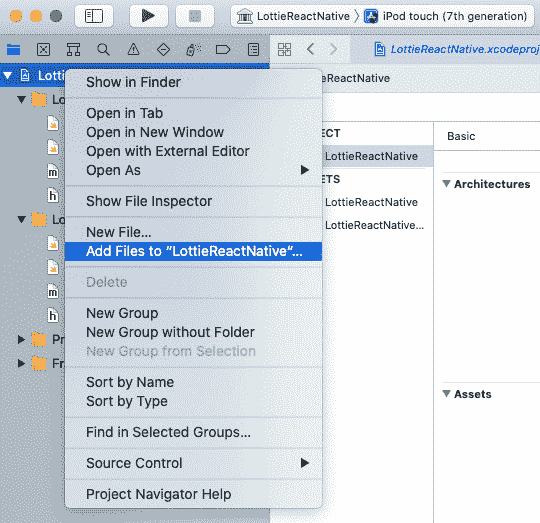 LottieReactNative 〉 iPod touch (7th generation)
LottieReactNative.xcodeproj
Lotti
Show in Finder
Open in Tab
Open in New Window
Open with External Editor
Open As
Show File Inspector
New File...
Add Files to “LottieReactNative“...
Delete
New Group
New Group without Folder
New Group from Selection
Sort by Name
Sort by Type
Find in Selected Groups...
Source Control
Project Navigator Help
Lo
m
h
Lo
m
h
Pr
Fr
ReactNative
ECT
LottieReactNative
ETS
LottieReactNative
LottieReactNative...
Basic
Architectures
Assets